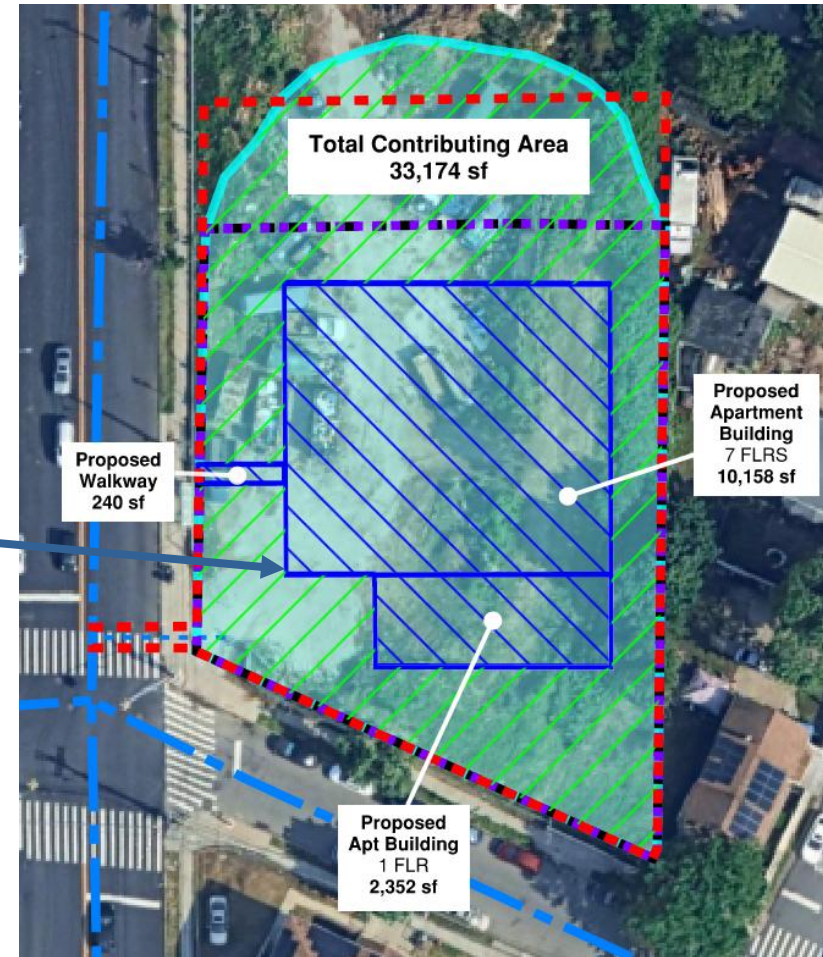 Total Contributing Area
33,174 sf
Proposed
Apartment
Building
7 FLRS
10,158 sf
Proposed
Walkway
240 sf
Proposed
Apt Building
1 FLR
2,352 sf